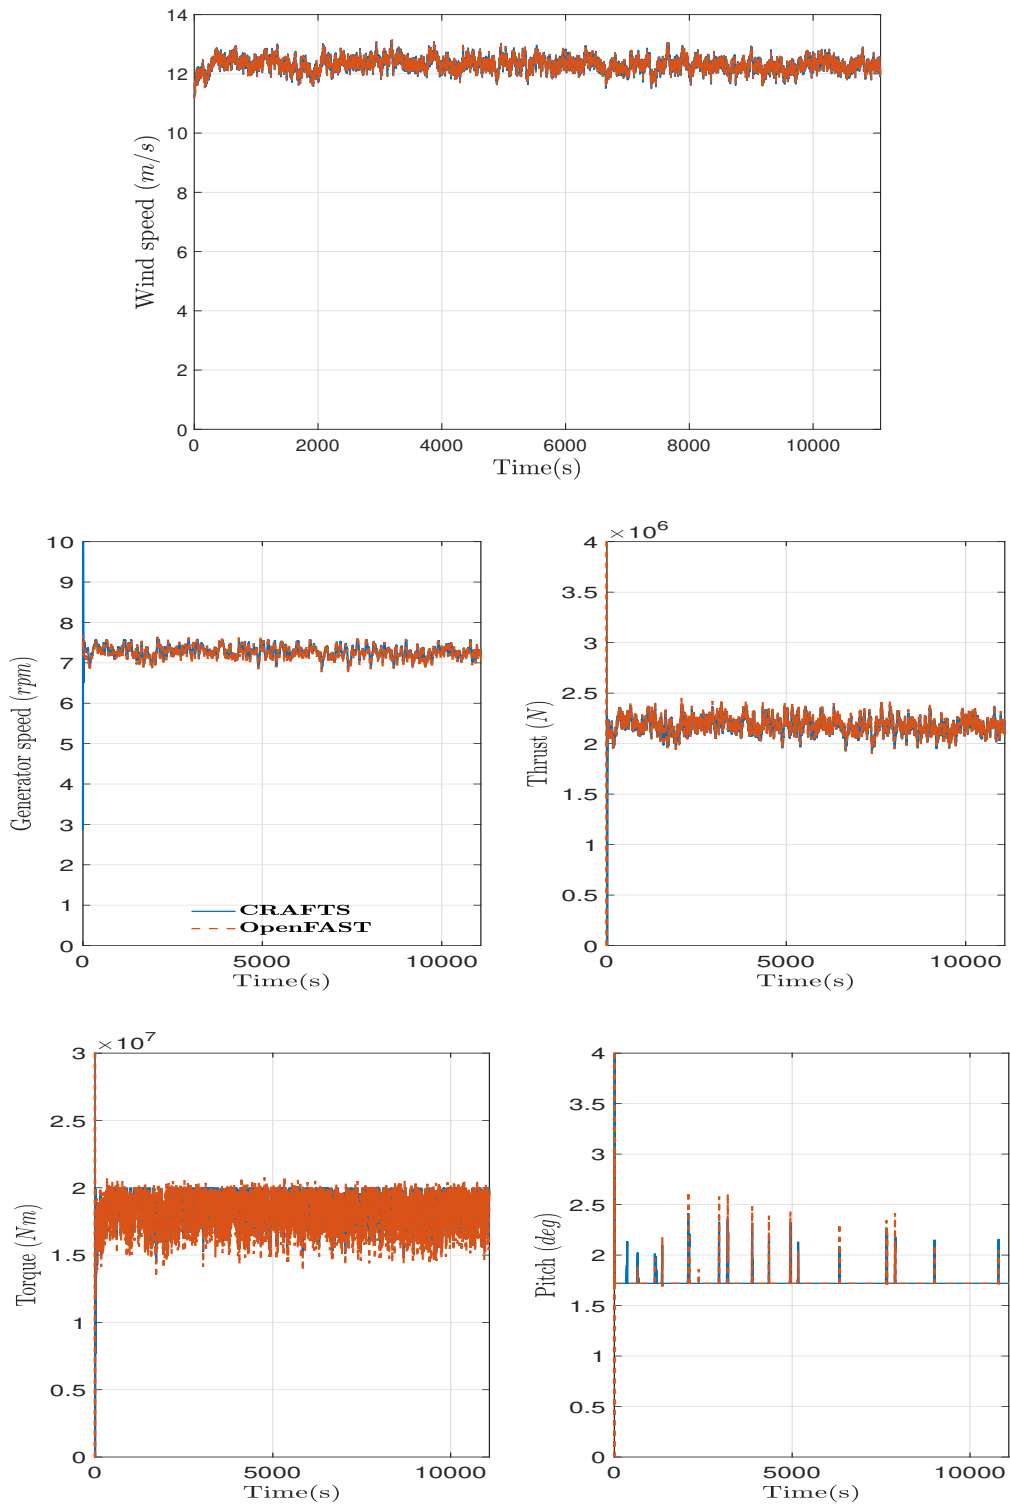 14
12
10
8
6
4
2
0
Wind speed (m/s)
0 2000 4000 6000 8000 10000
Time(s)
10
9
8
7
6
5
4
3
2
1
0
Generator speed (rpm)
CRAFTS
OpenFAST
0 5000 10000
Time(s)
×10^6
4
3.5
3
2.5
2
1.5
1
0.5
0
Thrust (N)
0 5000 10000
Time(s)
×10^7
3
2.5
2
1.5
1
0.5
0
Torque (Nm)
0 5000 10000
Time(s)
4
3.5
3
2.5
2
1.5
1
0.5
0
Pitch (deg)
0 5000 10000
Time(s)